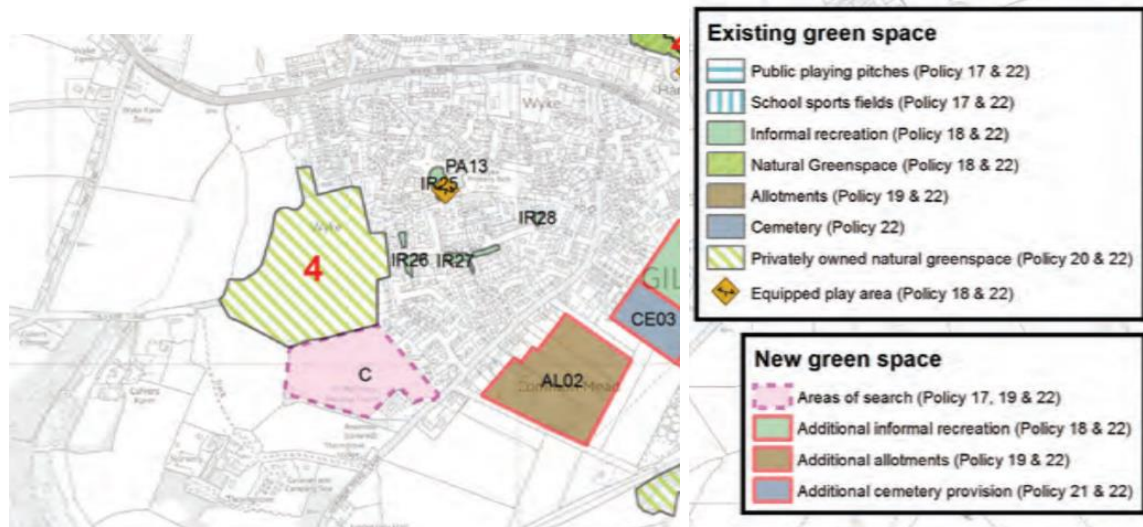 Wyke
PA13
IR25
IR28
Wyke
4
IR26
IR27
GIL
CE03
C
AL02
Existing green space
Public playing pitches (Policy 17 & 22)
School sports fields (Policy 17 & 22)
Informal recreation (Policy 18 & 22)
Natural Greenspace (Policy 18 & 22)
Allotments (Policy 19 & 22)
Cemetery (Policy 22)
Privately owned natural greenspace (Policy 20 & 22)
Equipped play area (Policy 18 & 22)
New green space
Areas of search (Policy 17, 19 & 22)
Additional informal recreation (Policy 18 & 22)
Additional allotments (Policy 19 & 22)
Additional cemetery provision (Policy 21 & 22)